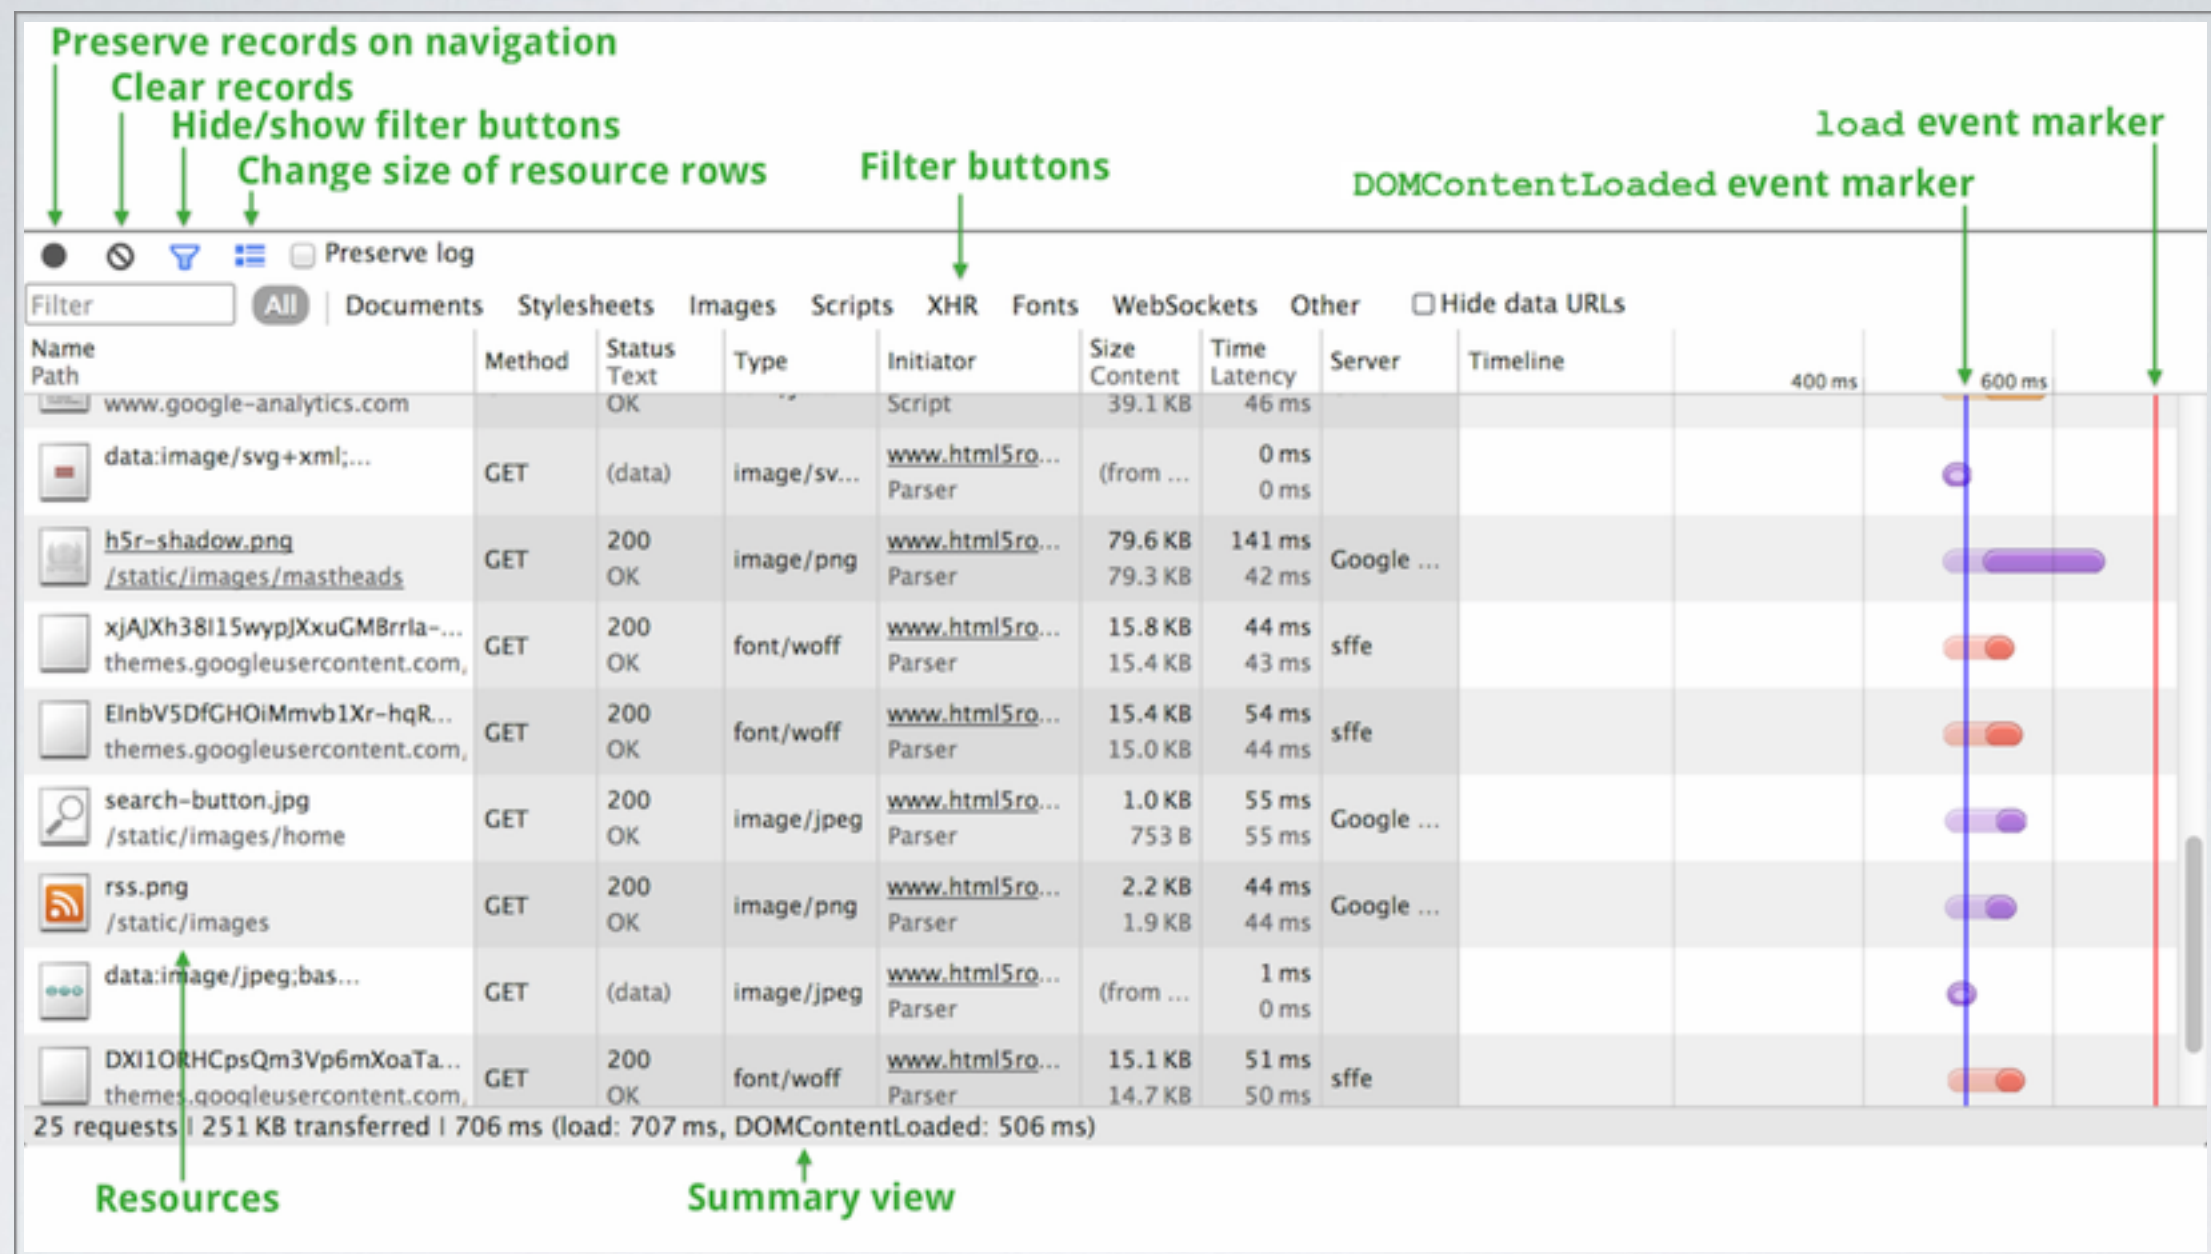 Preserve records on navigation
Clear records
Hide/show filter buttons
Change size of resource rows
Filter buttons
load event marker
DOMContentLoaded event marker
Preserve log
Filter All Documents Stylesheets Images Scripts XHR Fonts WebSockets Other Hide data URLs
Name Path Method Status Text Type Initiator Size Content Time Latency Server Timeline 400 ms 600 ms
www.google-analytics.com OK Script 39.1 KB 46 ms
data:image/svg+xml;... GET (data) image/sv... www.html5ro... (from ... 0 ms
Parser 0 ms
h5r-shadow.png GET 200 image/png www.html5ro... 79.6 KB 141 ms Google ...
/static/images/mastheads OK Parser 79.3 KB 42 ms
GET 200 font/woff www.html5ro... 15.8 KB 44 ms sffe
themes.googleusercontent.com, OK Parser 15.4 KB 43 ms
EInbV5DfGHOiMmvb1Xr-hqR... GET 200 font/woff www.html5ro... 15.4 KB 54 ms sffe
themes.googleusercontent.com, OK Parser 15.0 KB 44 ms
search-button.jpg GET 200 image/jpeg www.html5ro... 1.0 KB 55 ms Google ...
/static/images/home OK Parser 753 B 55 ms
rss.png GET 200 image/png www.html5ro... 2.2 KB 44 ms Google ...
/static/images OK Parser 1.9 KB 44 ms
data:image/jpeg;bas... GET (data) image/jpeg www.html5ro... (from ... 1 ms
Parser 0 ms
DXI1ORHCpsQm3Vp6mXoaTa... GET 200 font/woff www.html5ro... 15.1 KB 51 ms sffe
themes.googleusercontent.com, OK Parser 14.7 KB 50 ms
25 requests | 251 KB transferred | 706 ms (load: 707 ms, DOMContentLoaded: 506 ms)
Resources
Summary view